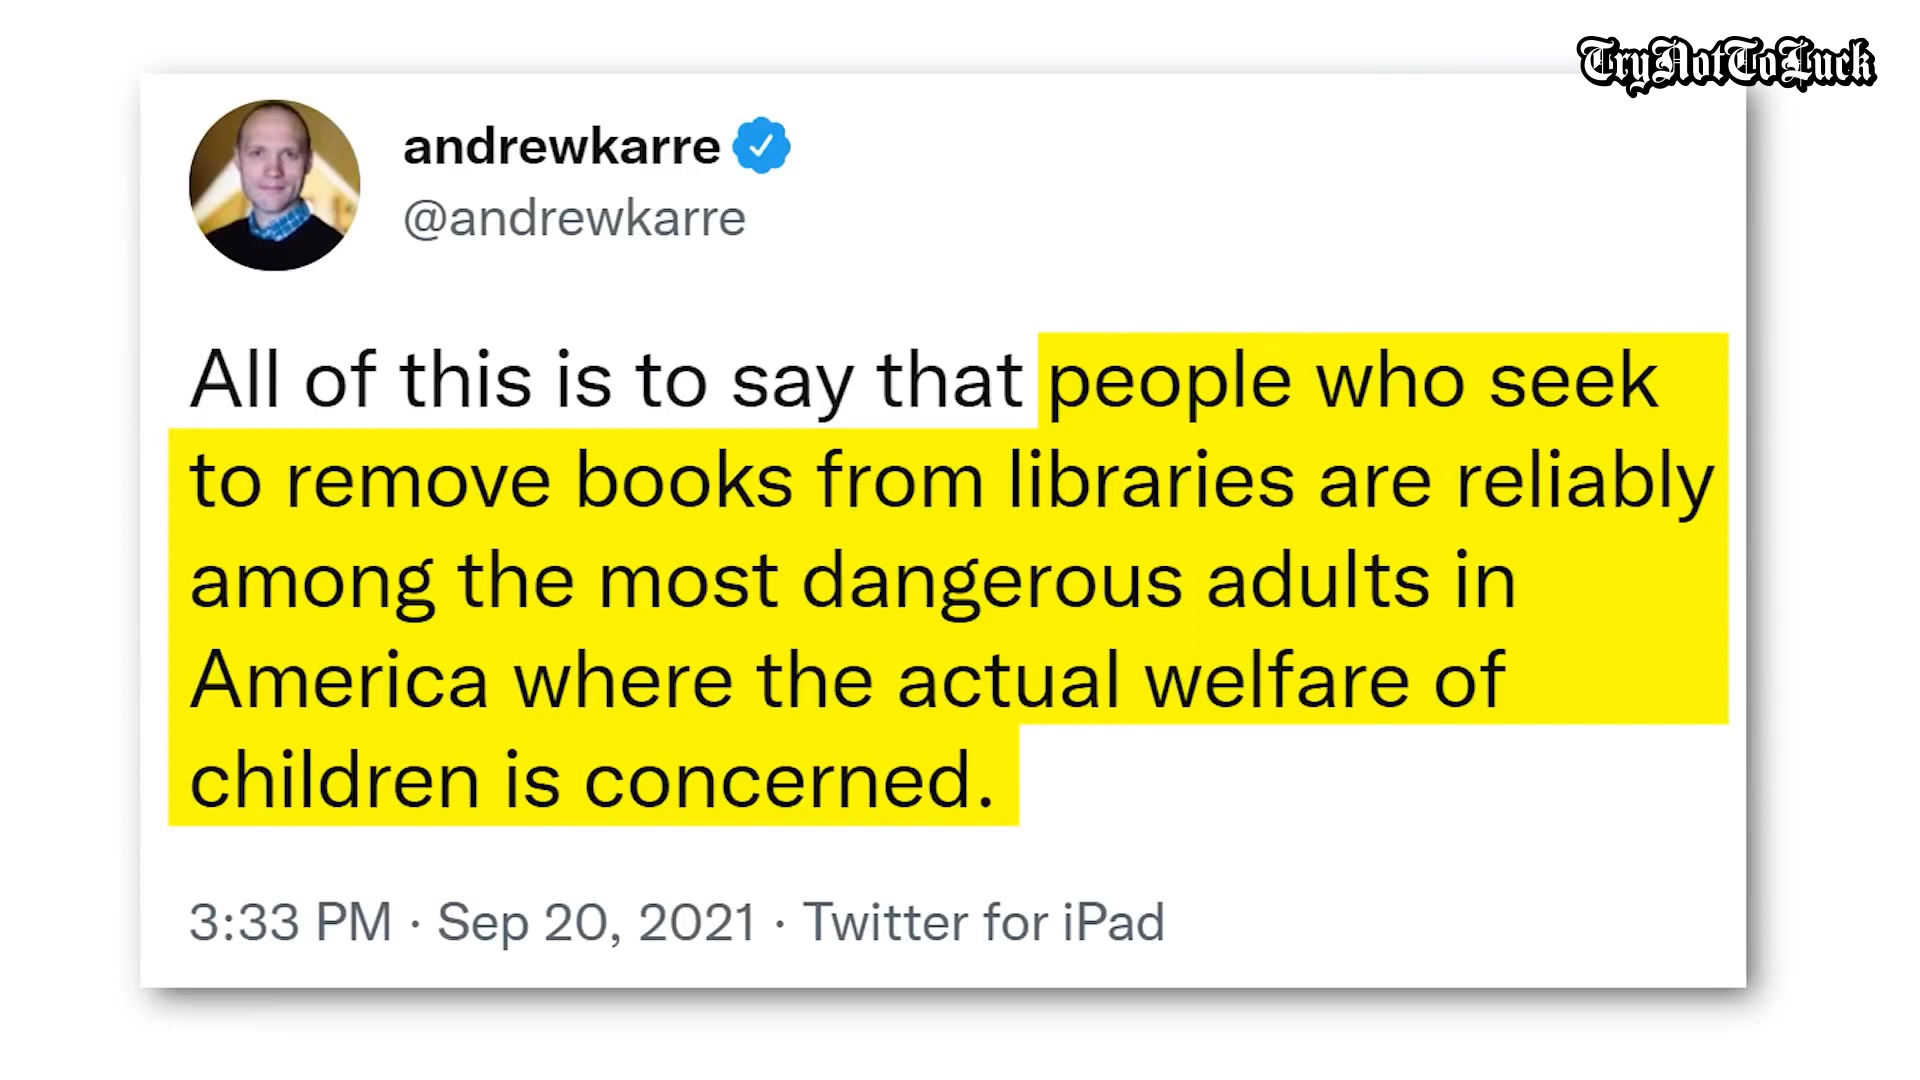 TryNotToLuck
andrewkarre
@andrewkarre
All of this is to say that people who seek
to remove books from libraries are reliably
among the most dangerous adults in
America where the actual welfare of
children is concerned.
3:33 PM · Sep 20, 2021 · Twitter for iPad